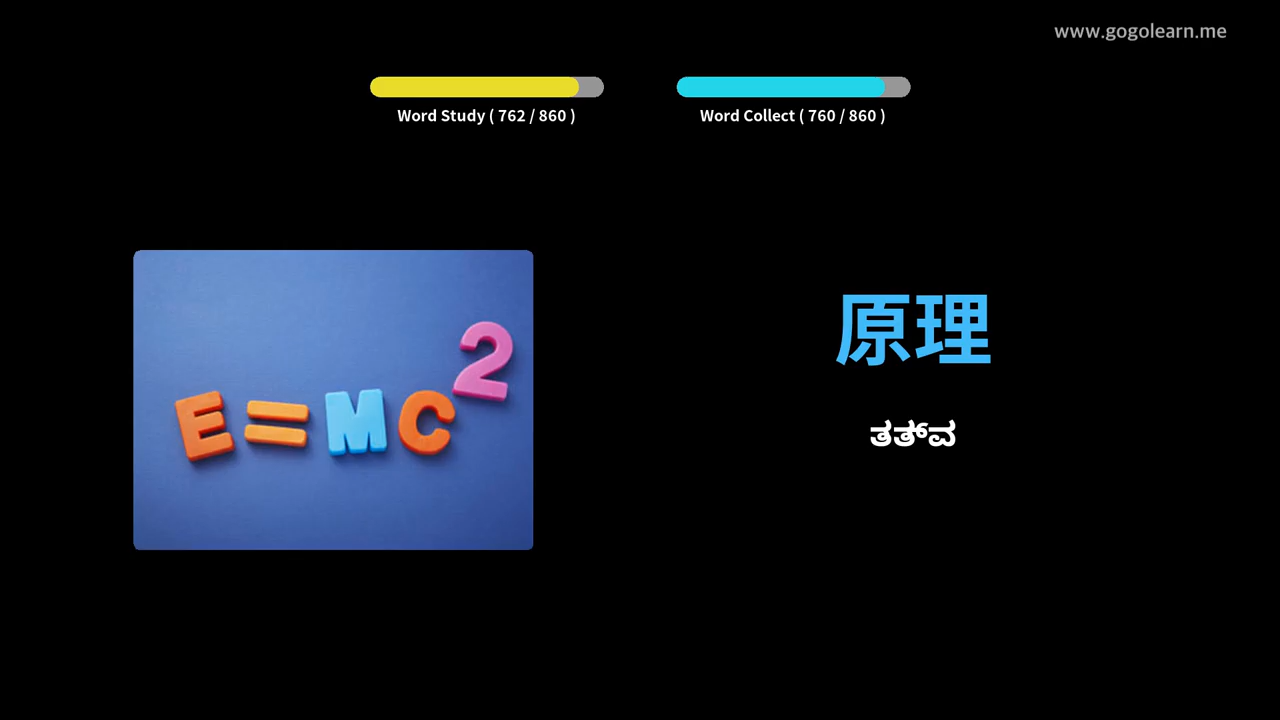 www.gogolearn.me
Word Study ( 762 / 860 )
Word Collect ( 760 / 860 )
E=MC2
原理
ತತ್ವ